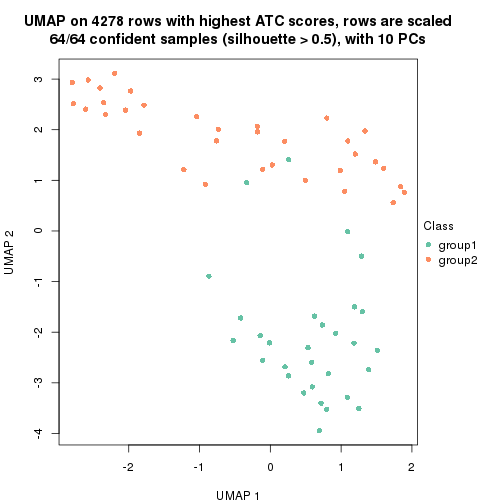 UMAP on 4278 rows with highest ATC scores, rows are scaled
64/64 confident samples (silhouette > 0.5), with 10 PCs
3
2
1
0
-1
-2
-3
-4
UMAP 2
-2
-1
0
1
2
UMAP 1
Class
group1
group2